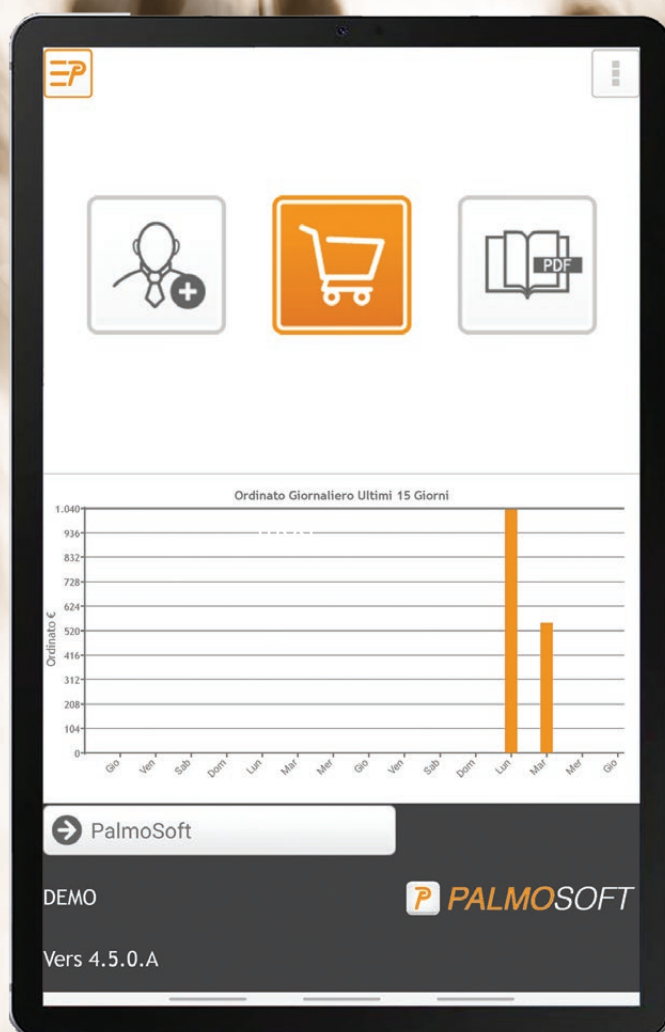 PDF
Ordinato Giornaliero Ultimi 15 Giorni
Ordinato €
1.040
936
832
728
624
520
416
312
208
104
0
Gio Ven Sab Dom Lun Mar Mer Gio Ven Sab Dom Lun Mar Mer Gio
PalmoSoft
DEMO
PALMOSOFT
Vers 4.5.0.A